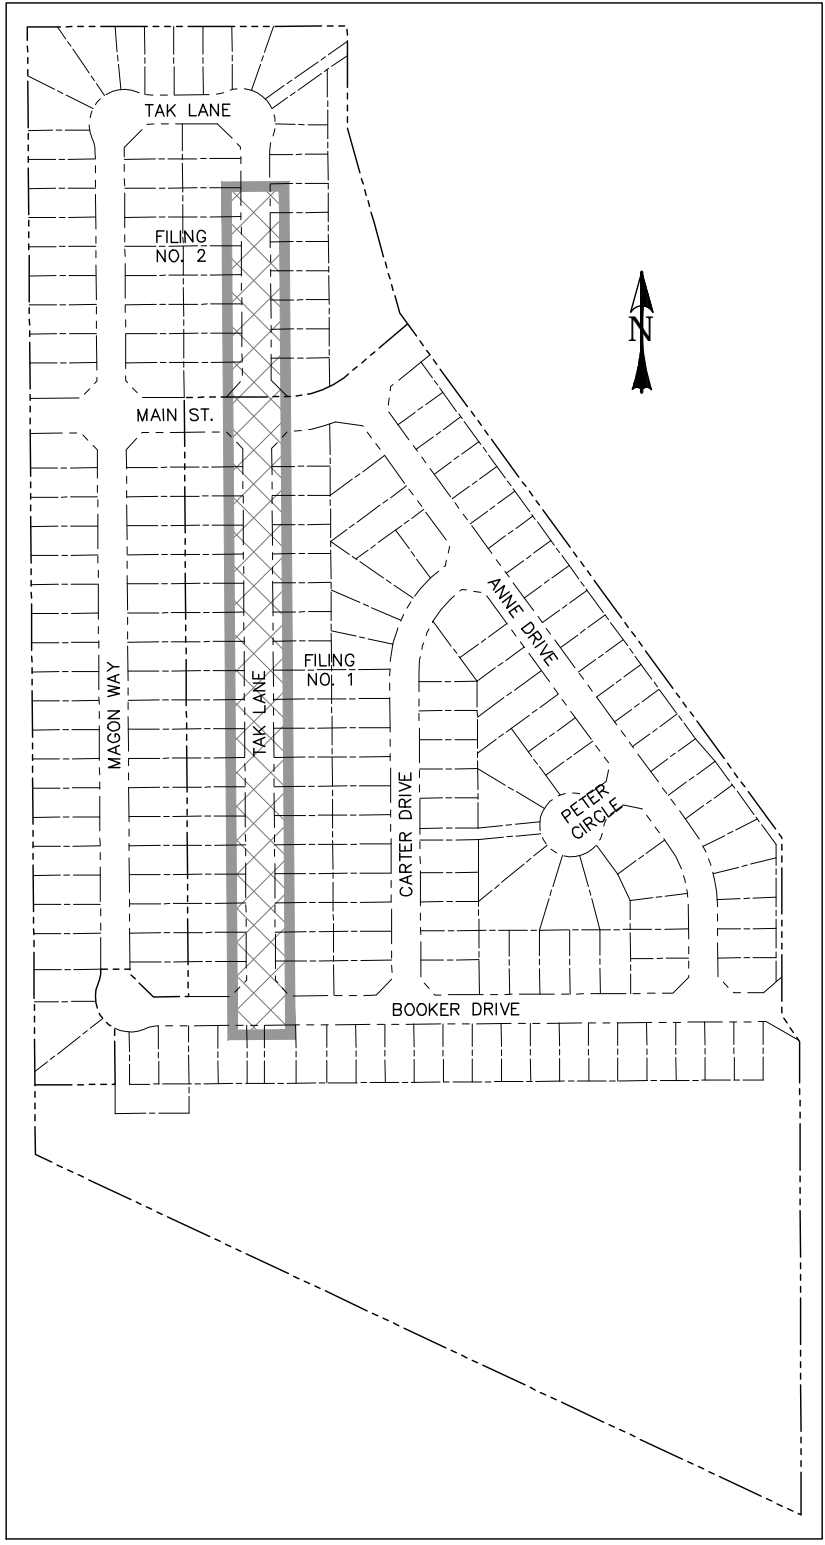 TAK LANE
FILING
NO. 2
N
MAIN ST.
ANNE DRIVE
FILING
NO. 1
MAGON WAY
TAK LANE
CARTER DRIVE
PETER
CIRCLE
BOOKER DRIVE